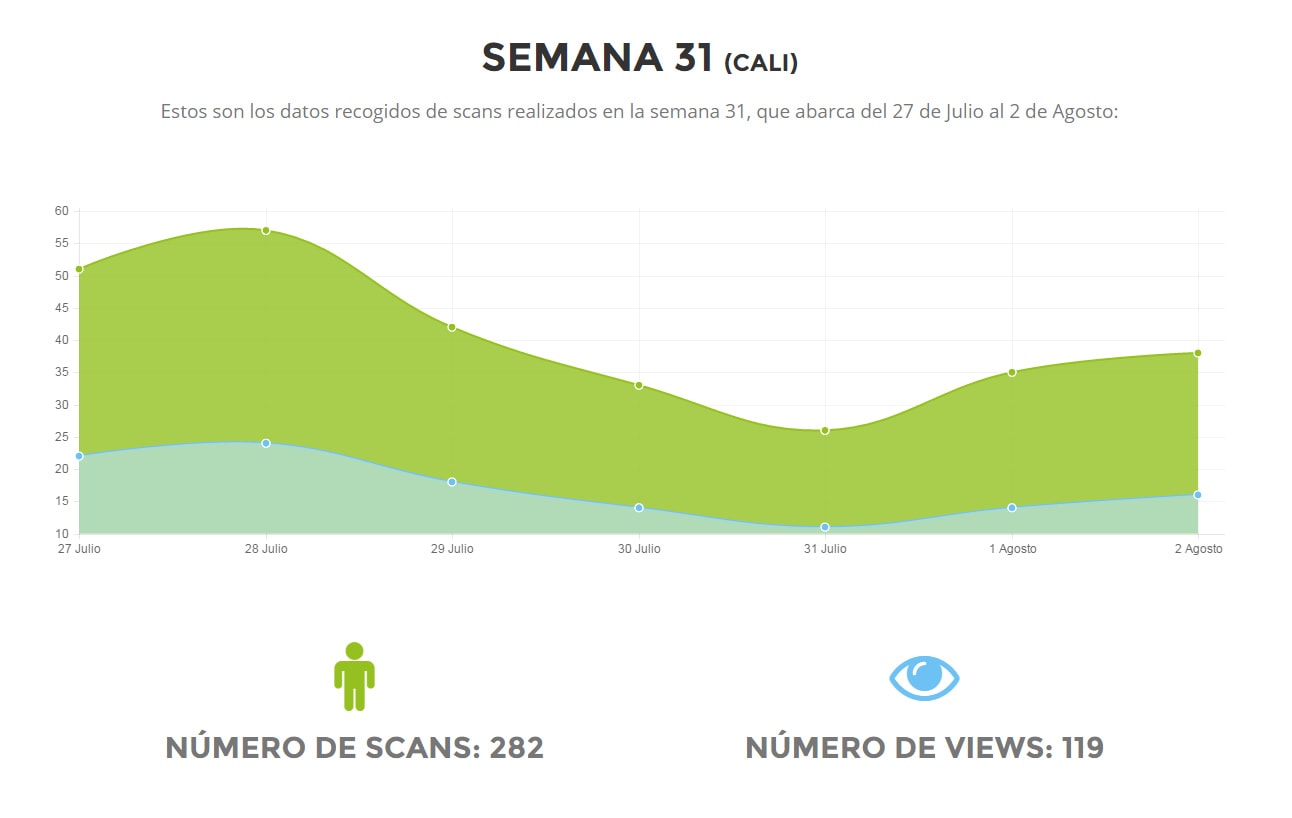 SEMANA 31 (CALI)
Estos son los datos recogidos de scans realizados en la semana 31, que abarca del 27 de Julio al 2 de Agosto:
60
55
50
45
40
35
30
25
20
15
10
27 Julio 28 Julio 29 Julio 30 Julio 31 Julio 1 Agosto 2 Agosto
NÚMERO DE SCANS: 282 NÚMERO DE VIEWS: 119